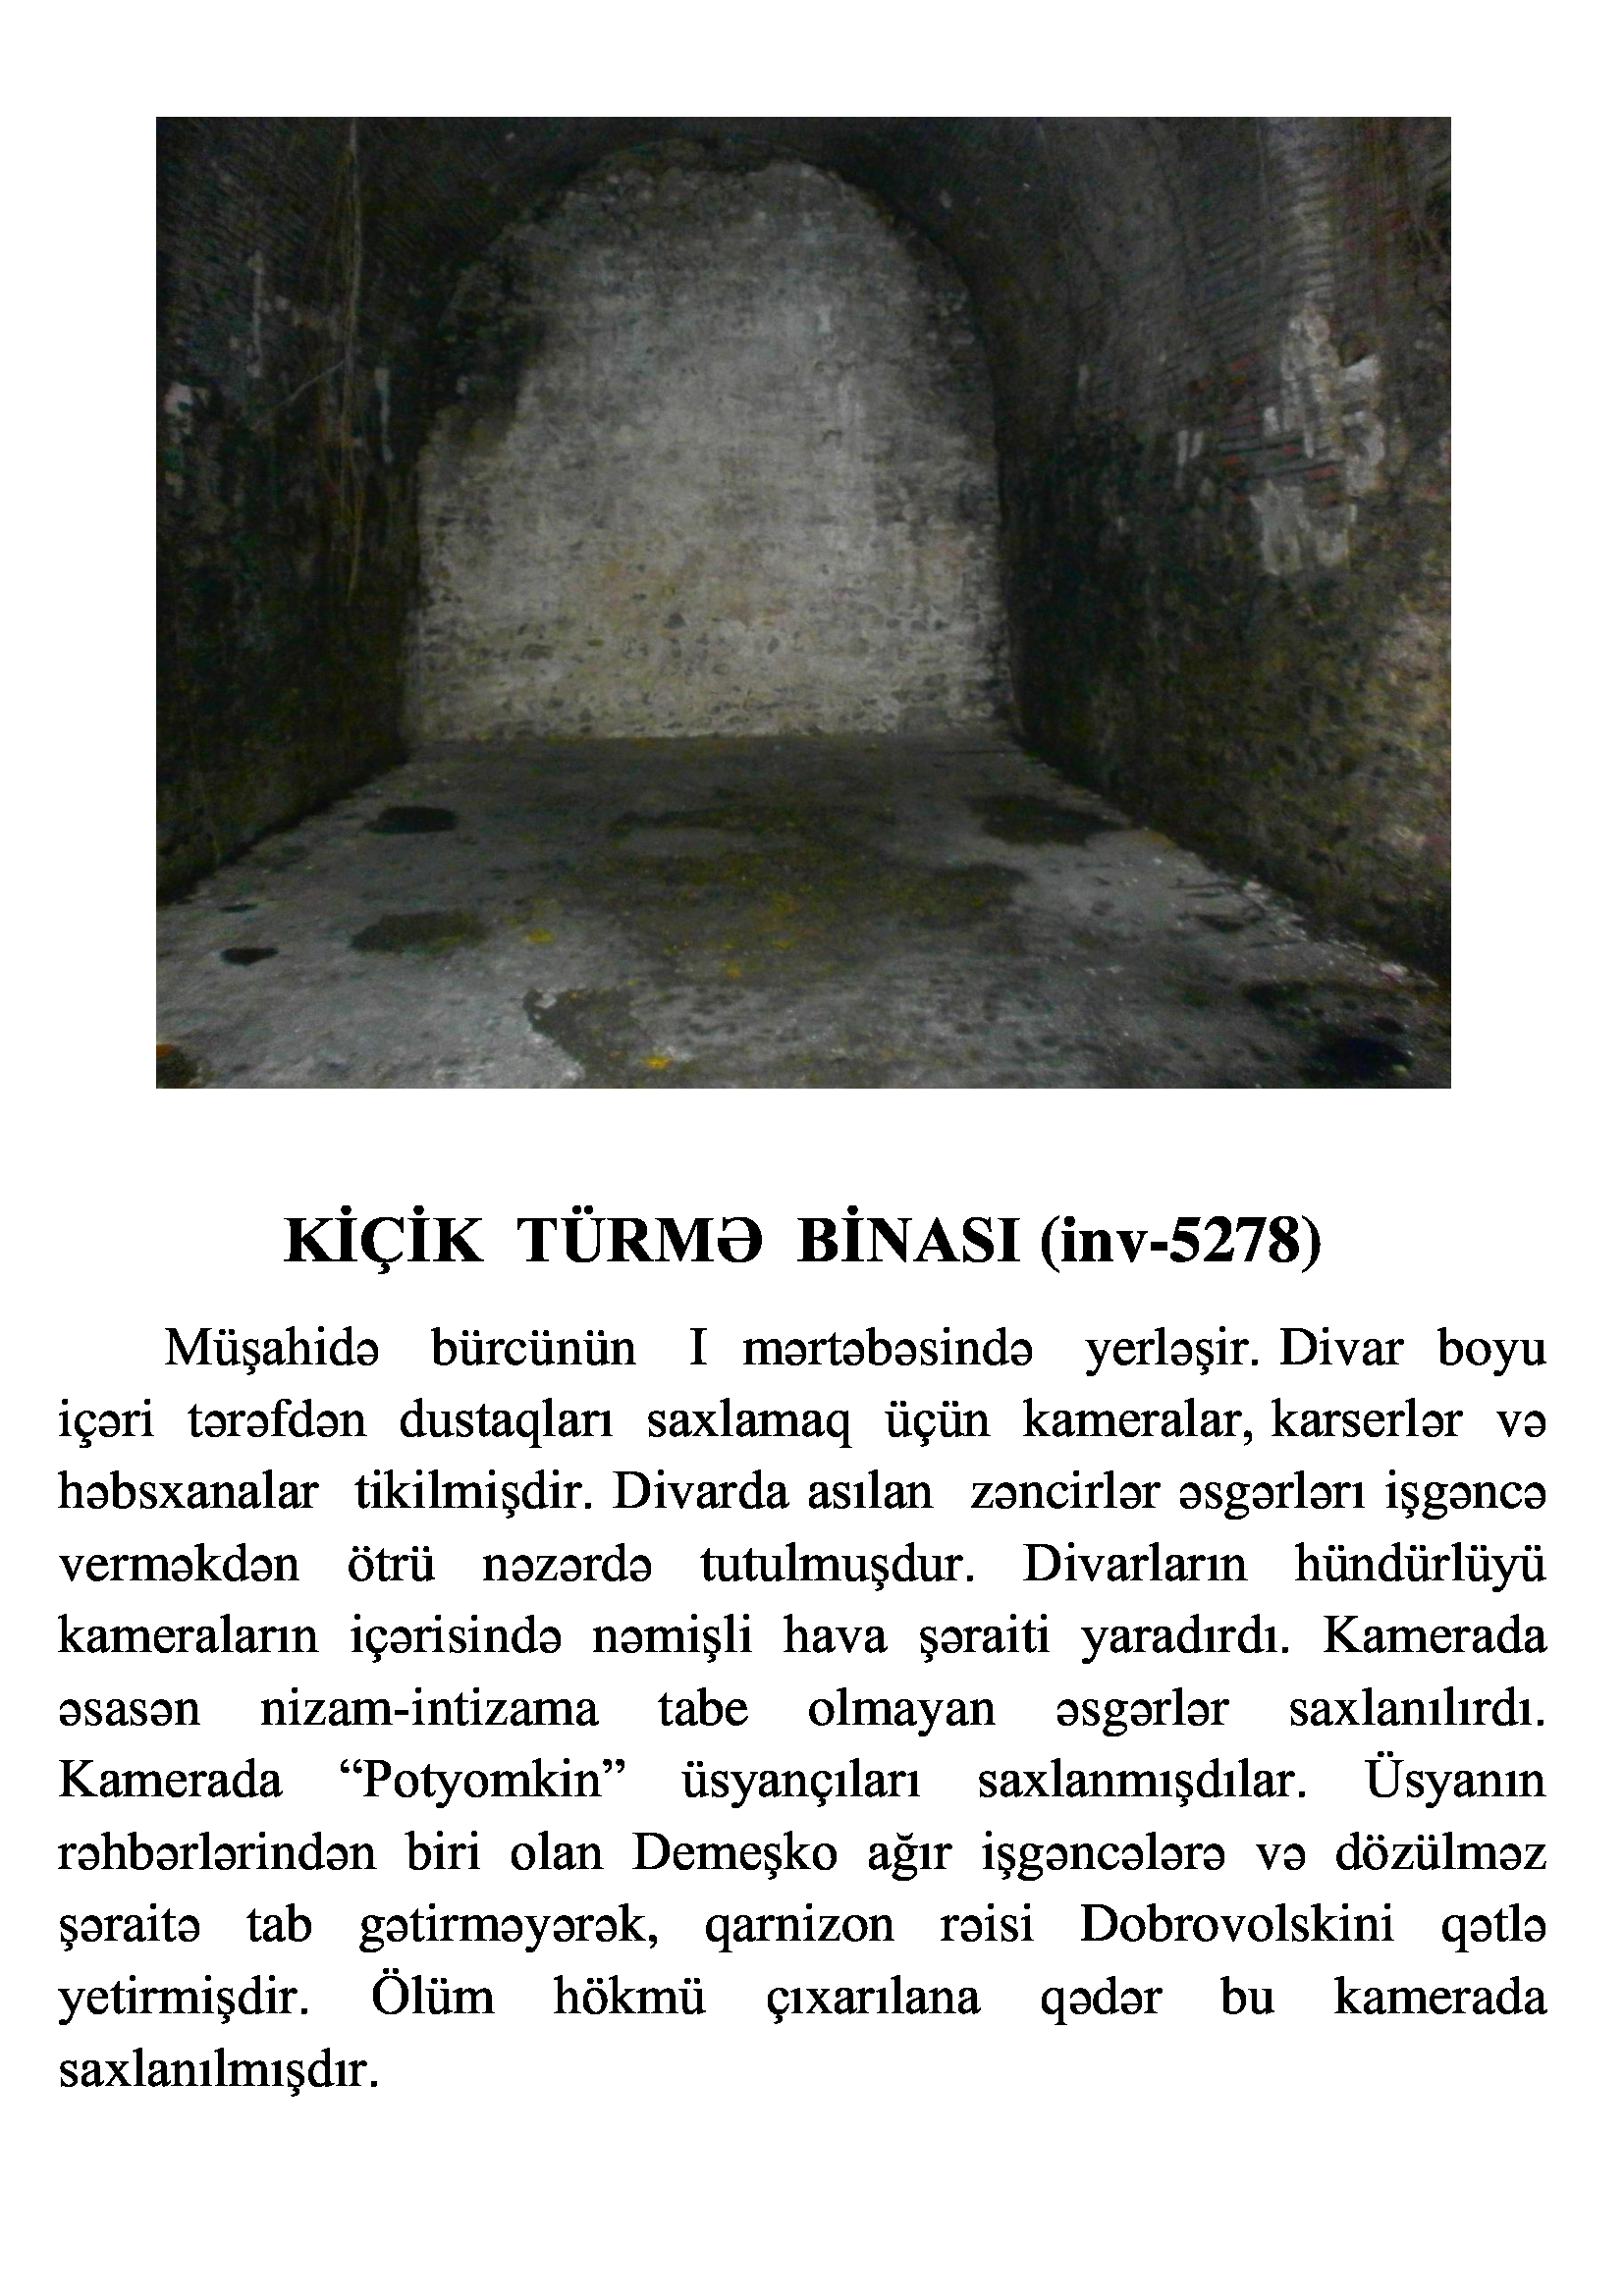 KİÇİK TÜRMƏ BİNASI (inv-5278)
Müşahidə bürcünün I mərtəbəsində yerləşir. Divar boyu
içəri tərəfdən dustaqları saxlamaq üçün kameralar, karserlər və
həbsxanalar tikilmişdir. Divarda asılan zəncirlər əsgərlərı işgəncə
verməkdən ötrü nəzərdə tutulmuşdur. Divarların hündürlüyü
kameraların içərisində nəmişli hava şəraiti yaradırdı. Kamerada
əsasən nizam-intizama tabe olmayan əsgərlər saxlanılırdı.
Kamerada “Potyomkin” üsyançıları saxlanmışdılar. Üsyanın
rəhbərlərindən biri olan Demeşko ağır işgəncələrə və dözülməz
şəraitə tab gətirməyərək, qarnizon rəisi Dobrovolskini qətlə
yetirmişdir. Ölüm hökmü çıxarılana qədər bu kamerada
saxlanılmışdır.